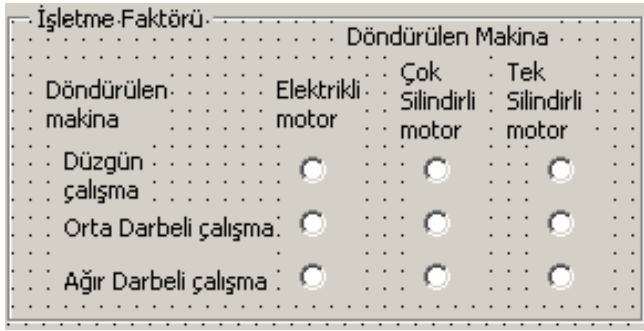 İşletme Faktörü
Döndürülen Makina
Döndürülen makina
Elektrikli motor
Çok Silindirli motor
Tek Silindirli motor
Düzgün çalışma
Orta Darbeli çalışma
Ağır Darbeli çalışma